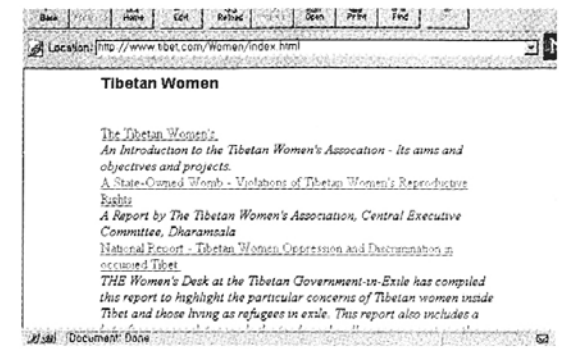 Back Home Edit Reload Open Print Find
Location: http://www.tibet.com/Women/index.html
Tibetan Women
The Tibetan Women's
An Introduction to the Tibetan Women's Assocation - its aims and
objectives and projects.
A State-Owned Womb - Violations of Tibetan Women's Reproductive
Rights
A Report by The Tibetan Women's Association, Central Executive
Committee, Dharamsala
National Report - Tibetan Women Oppression and Discrimination in
occupied Tibet
THE Women's Desk at the Tibetan Government-in-Exile has compiled
this report to highlight the particular concerns of Tibetan women inside
Tibet and those living as refugees in exile. This report also includes a
Document: Done